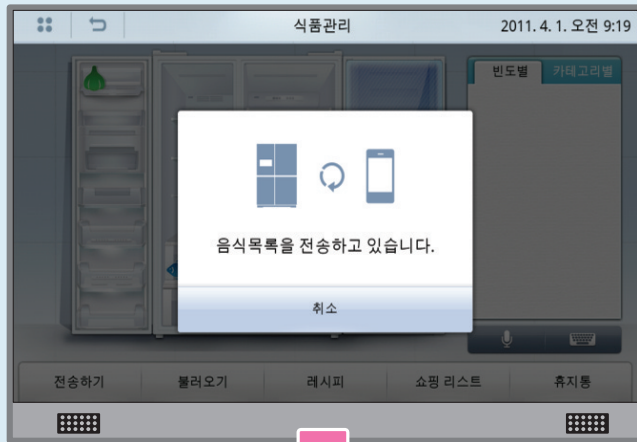 식품관리
2011. 4. 1. 오전 9:19
빈도별
카테고리별
음식목록을 전송하고 있습니다.
취소
전송하기
불러오기
레시피
쇼핑 리스트
휴지통